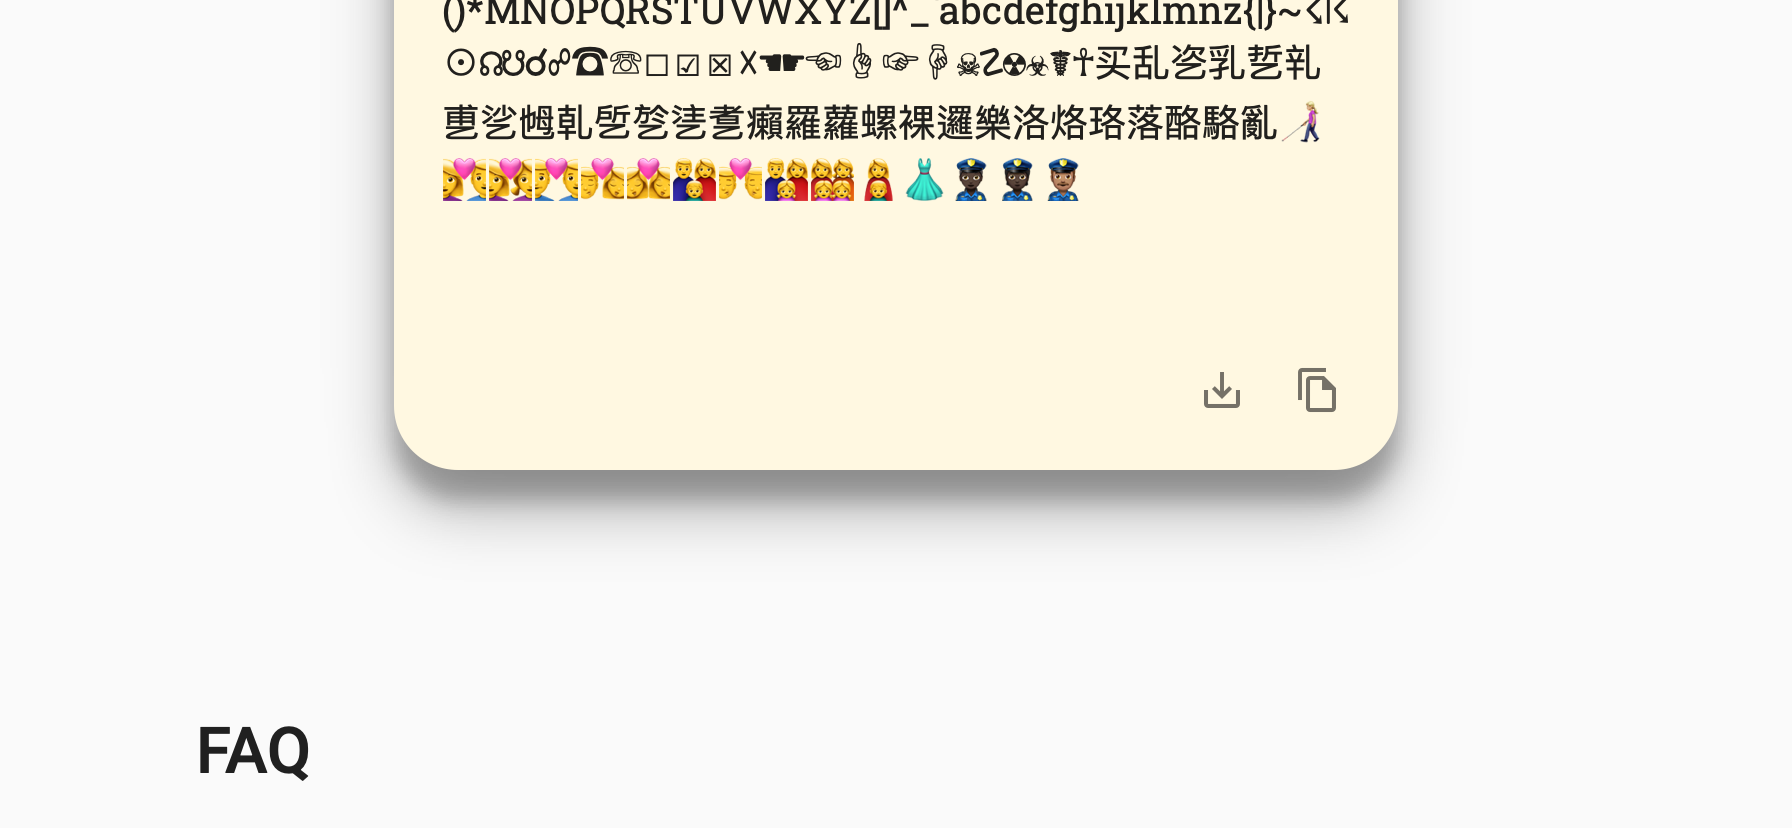 ()*MNOPQRSTUVWXYZ[]^_`abcdefghijklmnz{|}~☇☈
☉☊☋☌☍☎☏☐☑☒☓☚☛☜☝☞☟☠☡☢☣☤☥买乱乲乳乴乵
乶乷乸乹乺乻乼乽癩羅蘿螺裸邏樂洛烙珞落酪駱亂👩🏼‍🦯
👩‍❤️‍👨👩‍❤️‍👩👨‍❤️‍👨👩‍❤️‍💋‍👨👩‍❤️‍💋‍👩👨‍👩‍👦👨‍❤️‍💋‍👨👨‍👩‍👧👩‍👩‍👧‍👧👩‍👦👗👮🏿👮🏿👮🏽
FAQ